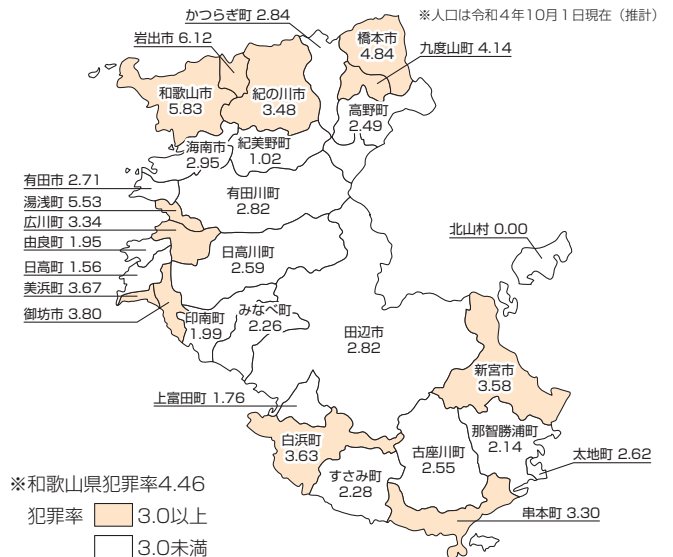 かつらぎ町 2.84
※人口は令和4年10月1日現在（推計）
岩出市 6.12
橋本市
4.84
九度山町 4.14
和歌山市
5.83
紀の川市
3.48
高野町
2.49
海南市
2.95
紀美野町
1.02
有田市 2.71
有田川町
2.82
湯浅町 5.53
広川町 3.34
由良町 1.95
北山村 0.00
日高川町
2.59
日高町 1.56
美浜町 3.67
御坊市 3.80
印南町
1.99
みなべ町
2.26
田辺市
2.82
新宮市
3.58
上富田町 1.76
白浜町
3.63
古座川町
2.55
那智勝浦町
2.14
太地町 2.62
すさみ町
2.28
串本町 3.30
※和歌山県犯罪率4.46
犯罪率 3.0以上
3.0未満